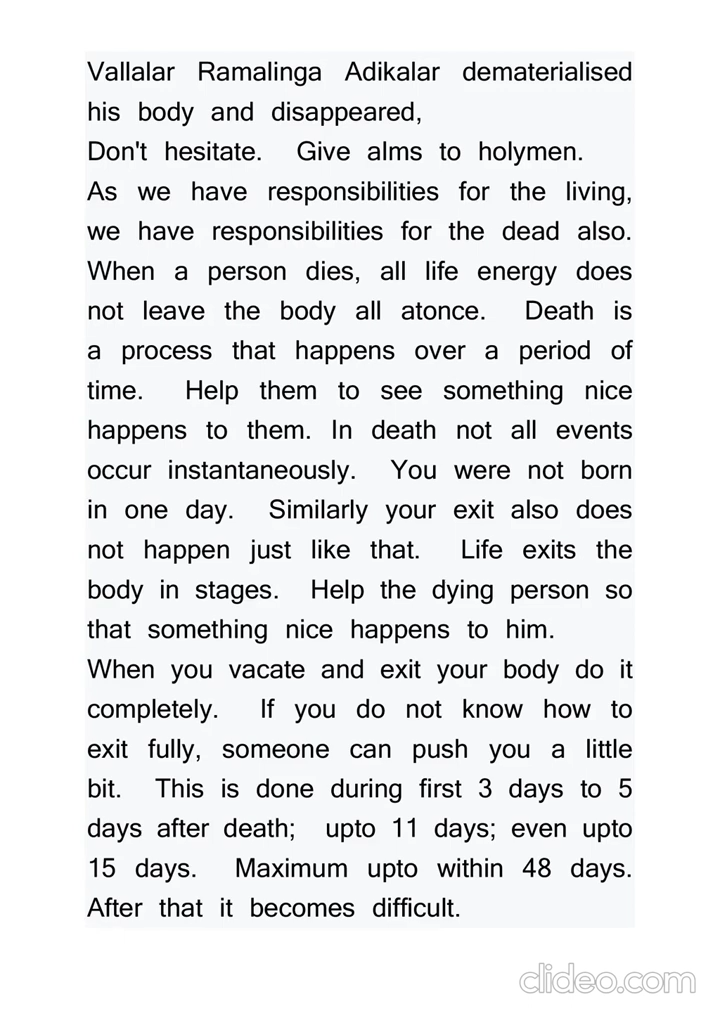 Vallalar Ramalinga Adikalar dematerialised
his body and disappeared,
Don't hesitate. Give alms to holymen.
As we have responsibilities for the living,
we have responsibilities for the dead also.
When a person dies, all life energy does
not leave the body all atonce. Death is
a process that happens over a period of
time. Help them to see something nice
happens to them. In death not all events
occur instantaneously. You were not born
in one day. Similarly your exit also does
not happen just like that. Life exits the
body in stages. Help the dying person so
that something nice happens to him.
When you vacate and exit your body do it
completely. If you do not know how to
exit fully, someone can push you a little
bit. This is done during first 3 days to 5
days after death; upto 11 days; even upto
15 days. Maximum upto within 48 days.
After that it becomes difficult.
clideo.com